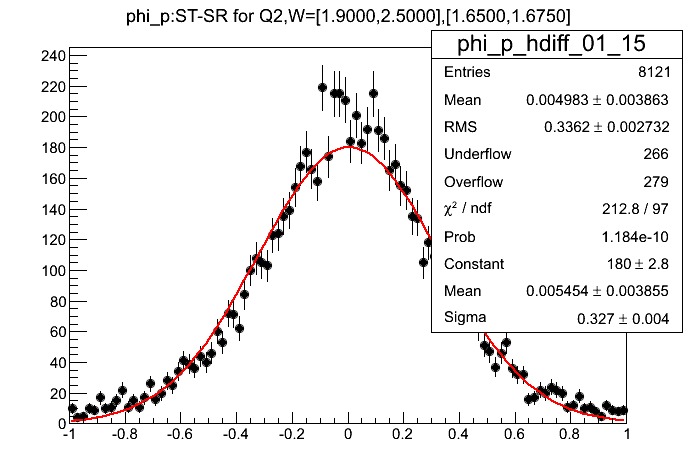 phi_p:ST-SR for Q2,W=[1.9000,2.5000],[1.6500,1.6750]
phi_p_hdiff_01_15
Entries 8121
Mean 0.004983 ± 0.003863
RMS 0.3362 ± 0.002732
Underflow 266
Overflow 279
χ² / ndf 212.8 / 97
Prob 1.184e-10
Constant 180 ± 2.8
Mean 0.005454 ± 0.003855
Sigma 0.327 ± 0.004
240
220
200
180
160
140
120
100
80
60
40
20
0
-1 -0.8 -0.6 -0.4 -0.2 0 0.2 0.4 0.6 0.8 1